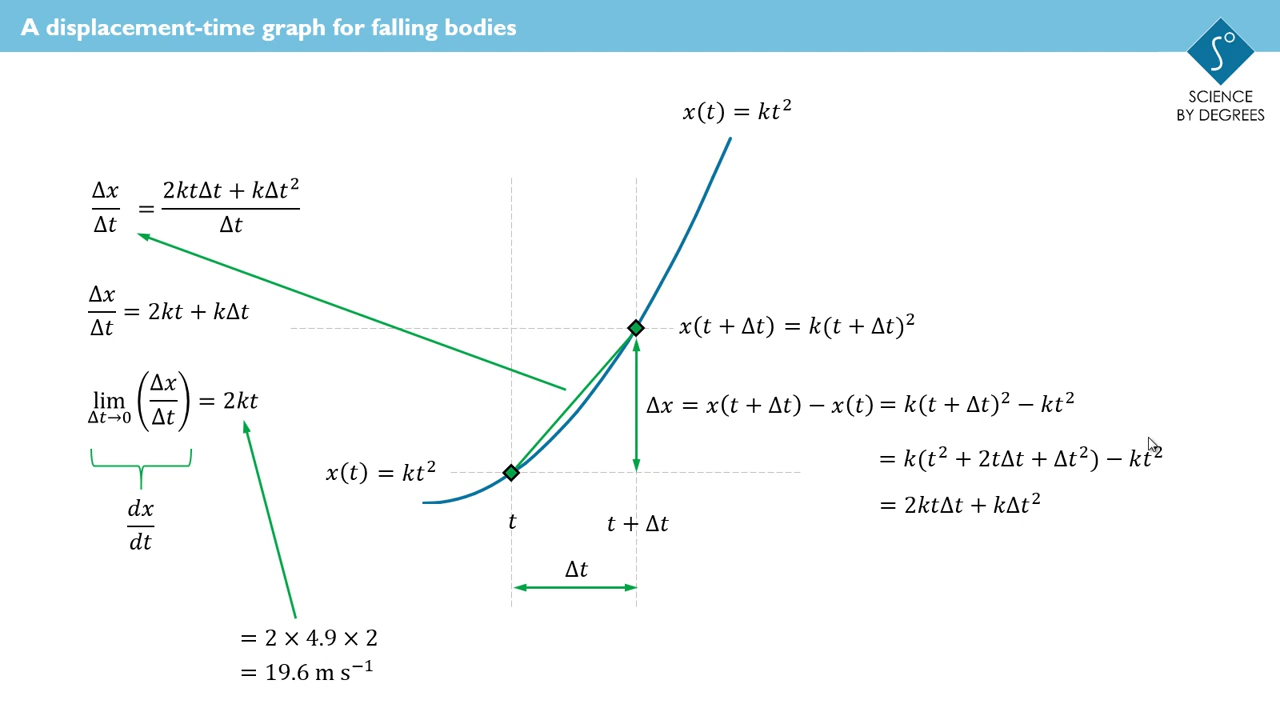 A displacement-time graph for falling bodies
SCIENCE
BY DEGREES
x(t) = kt²
Δx/Δt = (2ktΔt + kΔt²)/Δt
Δx/Δt = 2kt + kΔt
x(t + Δt) = k(t + Δt)²
lim Δt→0 (Δx/Δt) = 2kt
Δx = x(t + Δt) − x(t) = k(t + Δt)² − kt²
= k(t² + 2tΔt + Δt²) − kt²
= 2ktΔt + kΔt²
x(t) = kt²
dx/dt
t
t + Δt
Δt
= 2 × 4.9 × 2
= 19.6 m s⁻¹